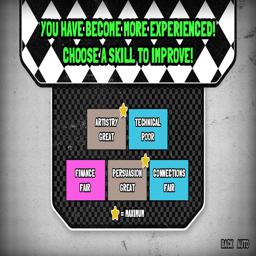 YOU HAVE BECOME MORE EXPERIENCED!
CHOOSE A SKILL TO IMPROVE!
ARTISTRY
GREAT
TECHNICAL
POOR
FINANCE
FAIR
PERSUASION
GREAT
CONNECTIONS
FAIR
= MAXIMUM
BACK AUTO